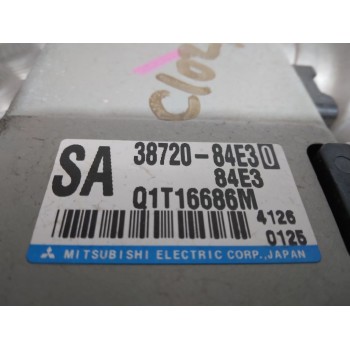 SA
38720-84E30
84E3
Q1T16686M
4126
0125
MITSUBISHI ELECTRIC CORP., JAPAN